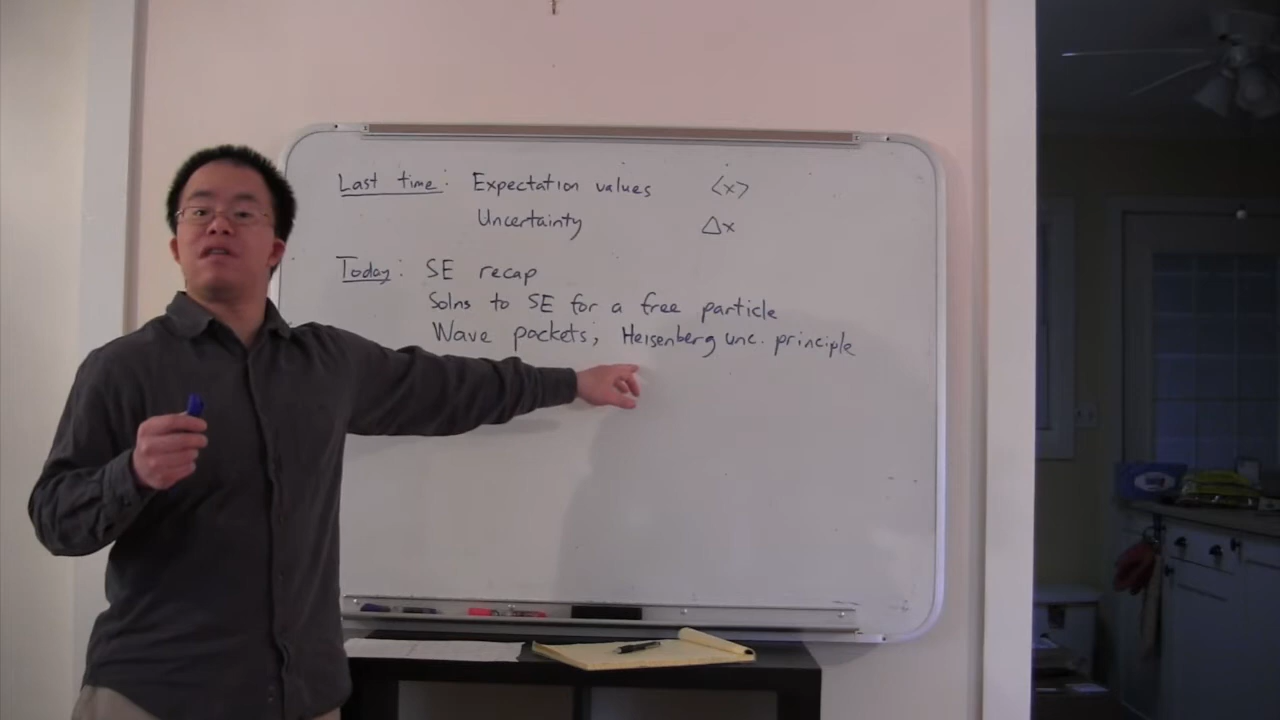 Last time: Expectation values <x>
Uncertainty Δx
Today: SE recap
Solns to SE for a free particle
Wave packets; Heisenberg unc. principle